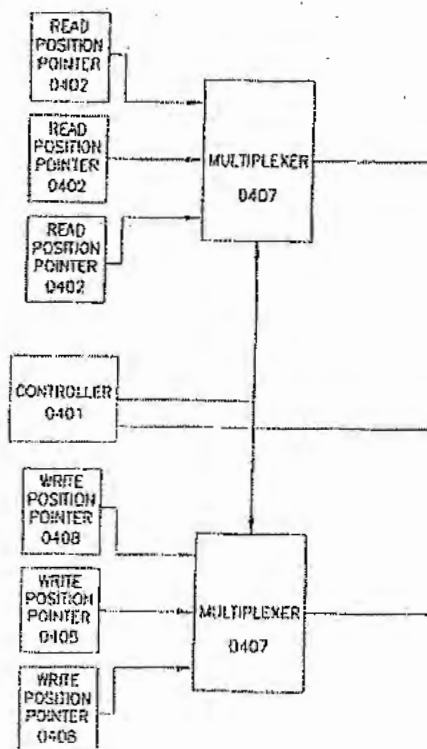 READ
POSITION
POINTER
0402
READ
POSITION
POINTER
0402
READ
POSITION
POINTER
0402
MULTIPLEXER
0407
CONTROLLER
0401
WRITE
POSITION
POINTER
0408
WRITE
POSITION
POINTER
WRITE
POSITION
POINTER
MULTIPLEXER
0407